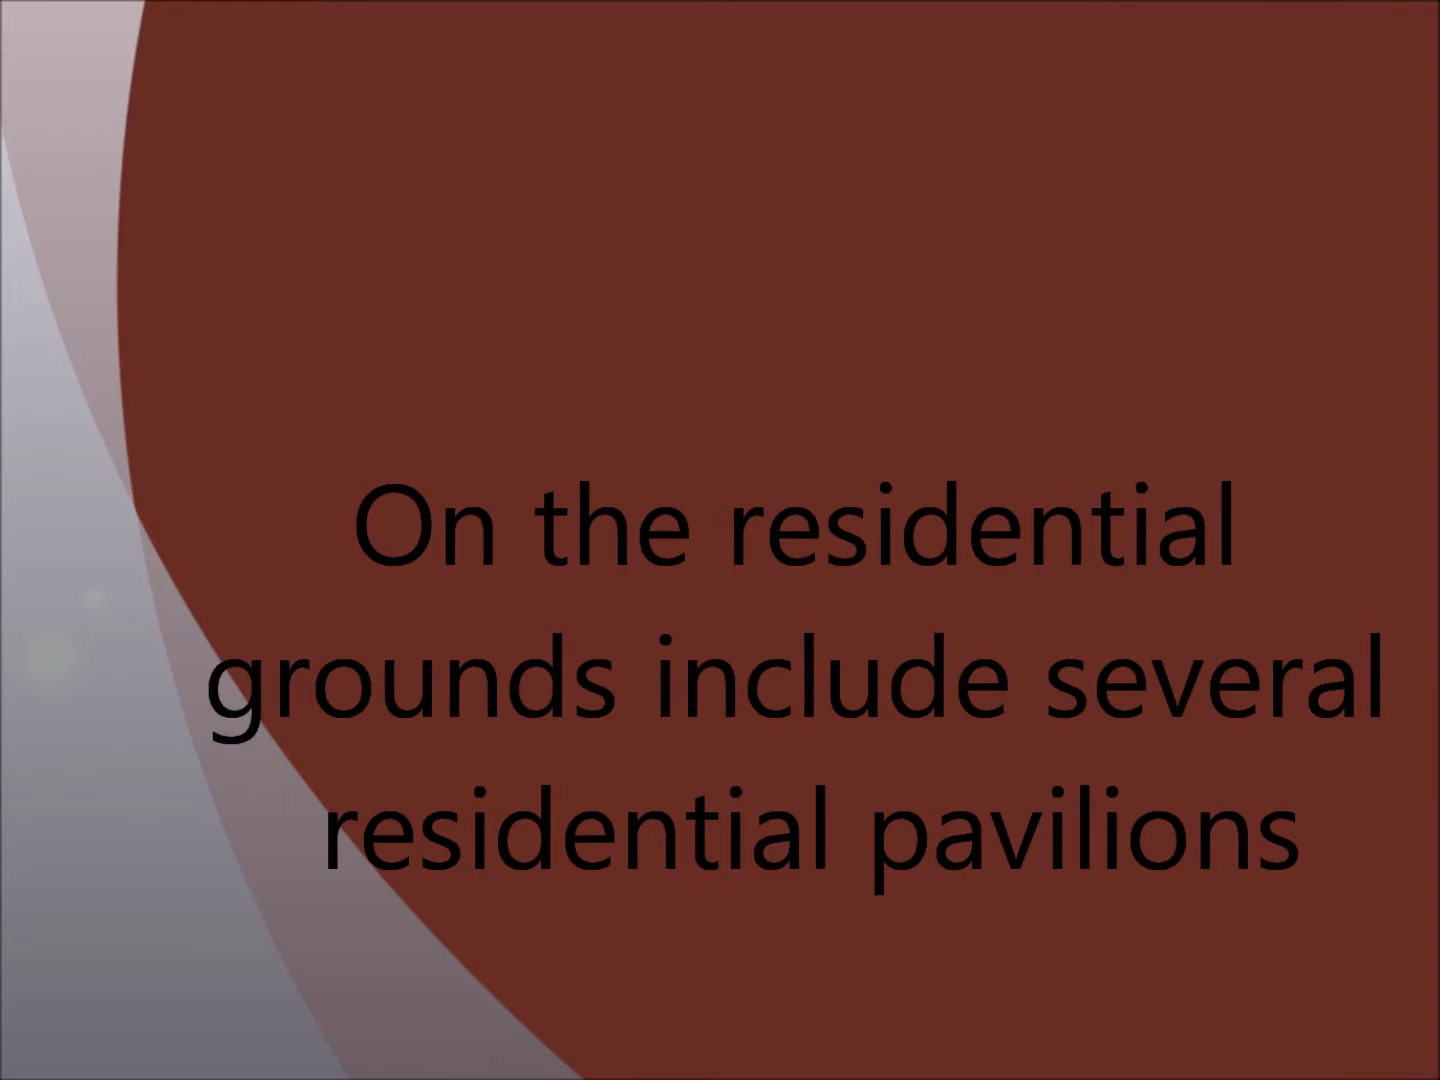 On the residential
grounds include several
residential pavilions